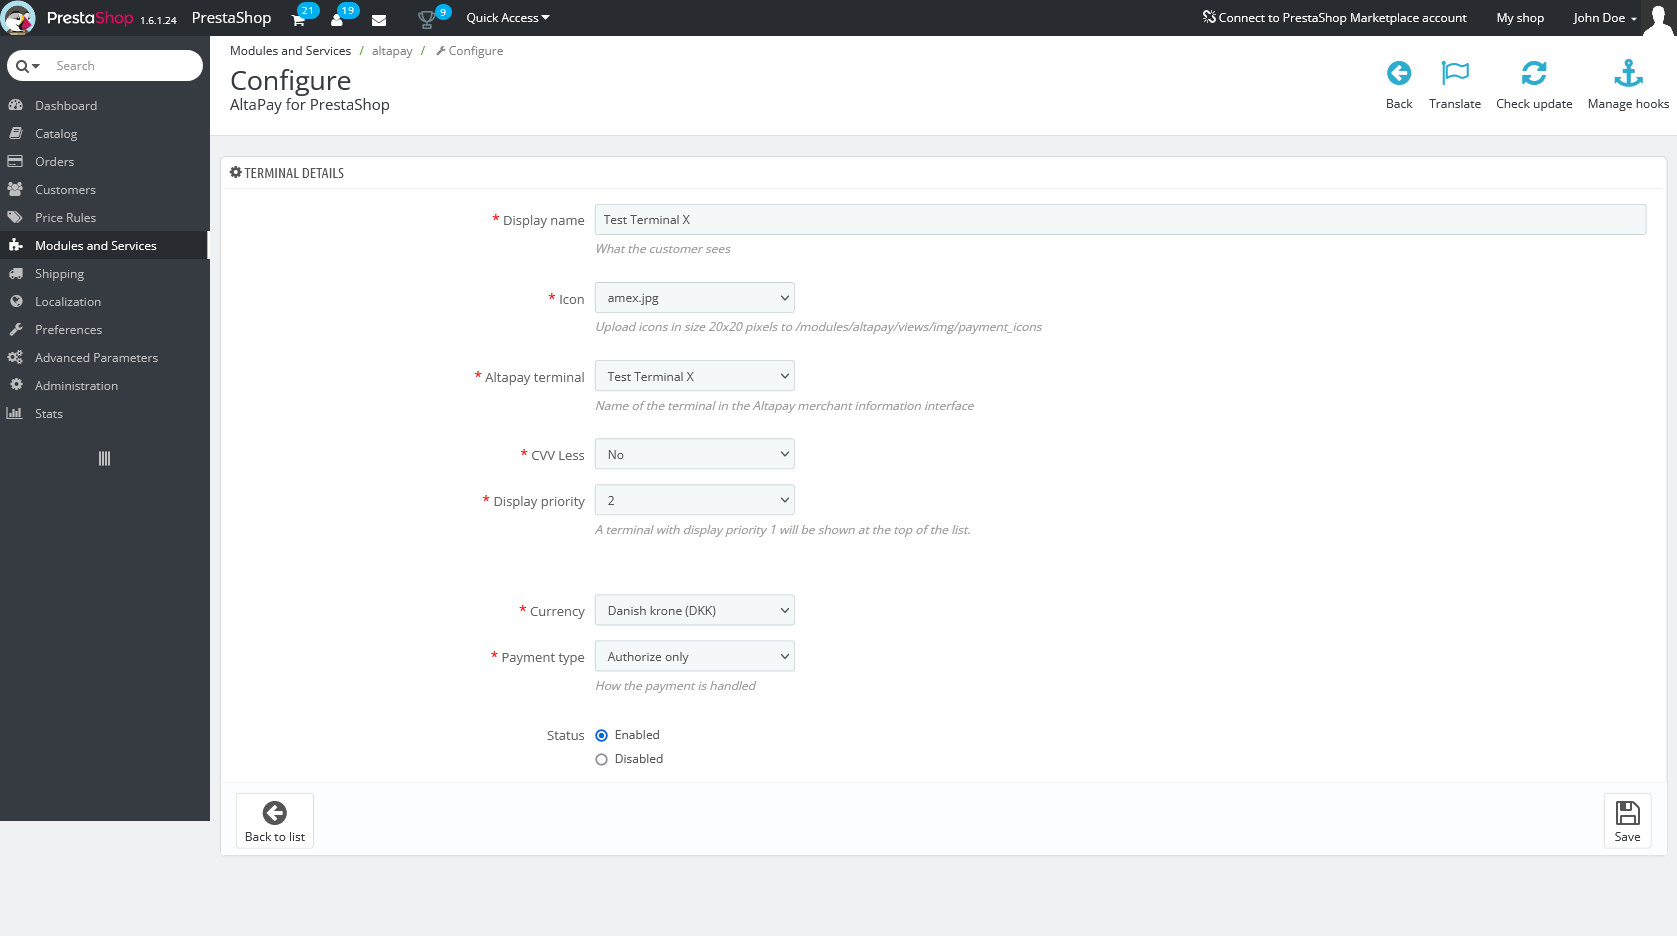 PrestaShop 1.6.1.24 PrestaShop 21 19 9 Quick Access Connect to PrestaShop Marketplace account My shop John Doe
Search
Dashboard
Catalog
Orders
Customers
Price Rules
Modules and Services
Shipping
Localization
Preferences
Advanced Parameters
Administration
Stats
Modules and Services / altapay / Configure
Configure
AltaPay for PrestaShop
Back Translate Check update Manage hooks
TERMINAL DETAILS
* Display name Test Terminal X
What the customer sees
* Icon amex.jpg
Upload icons in size 20x20 pixels to /modules/altapay/views/img/payment_icons
* Altapay terminal Test Terminal X
Name of the terminal in the Altapay merchant information interface
* CVV Less No
* Display priority 2
A terminal with display priority 1 will be shown at the top of the list.
* Currency Danish krone (DKK)
* Payment type Authorize only
How the payment is handled
Status Enabled
Disabled
Back to list Save